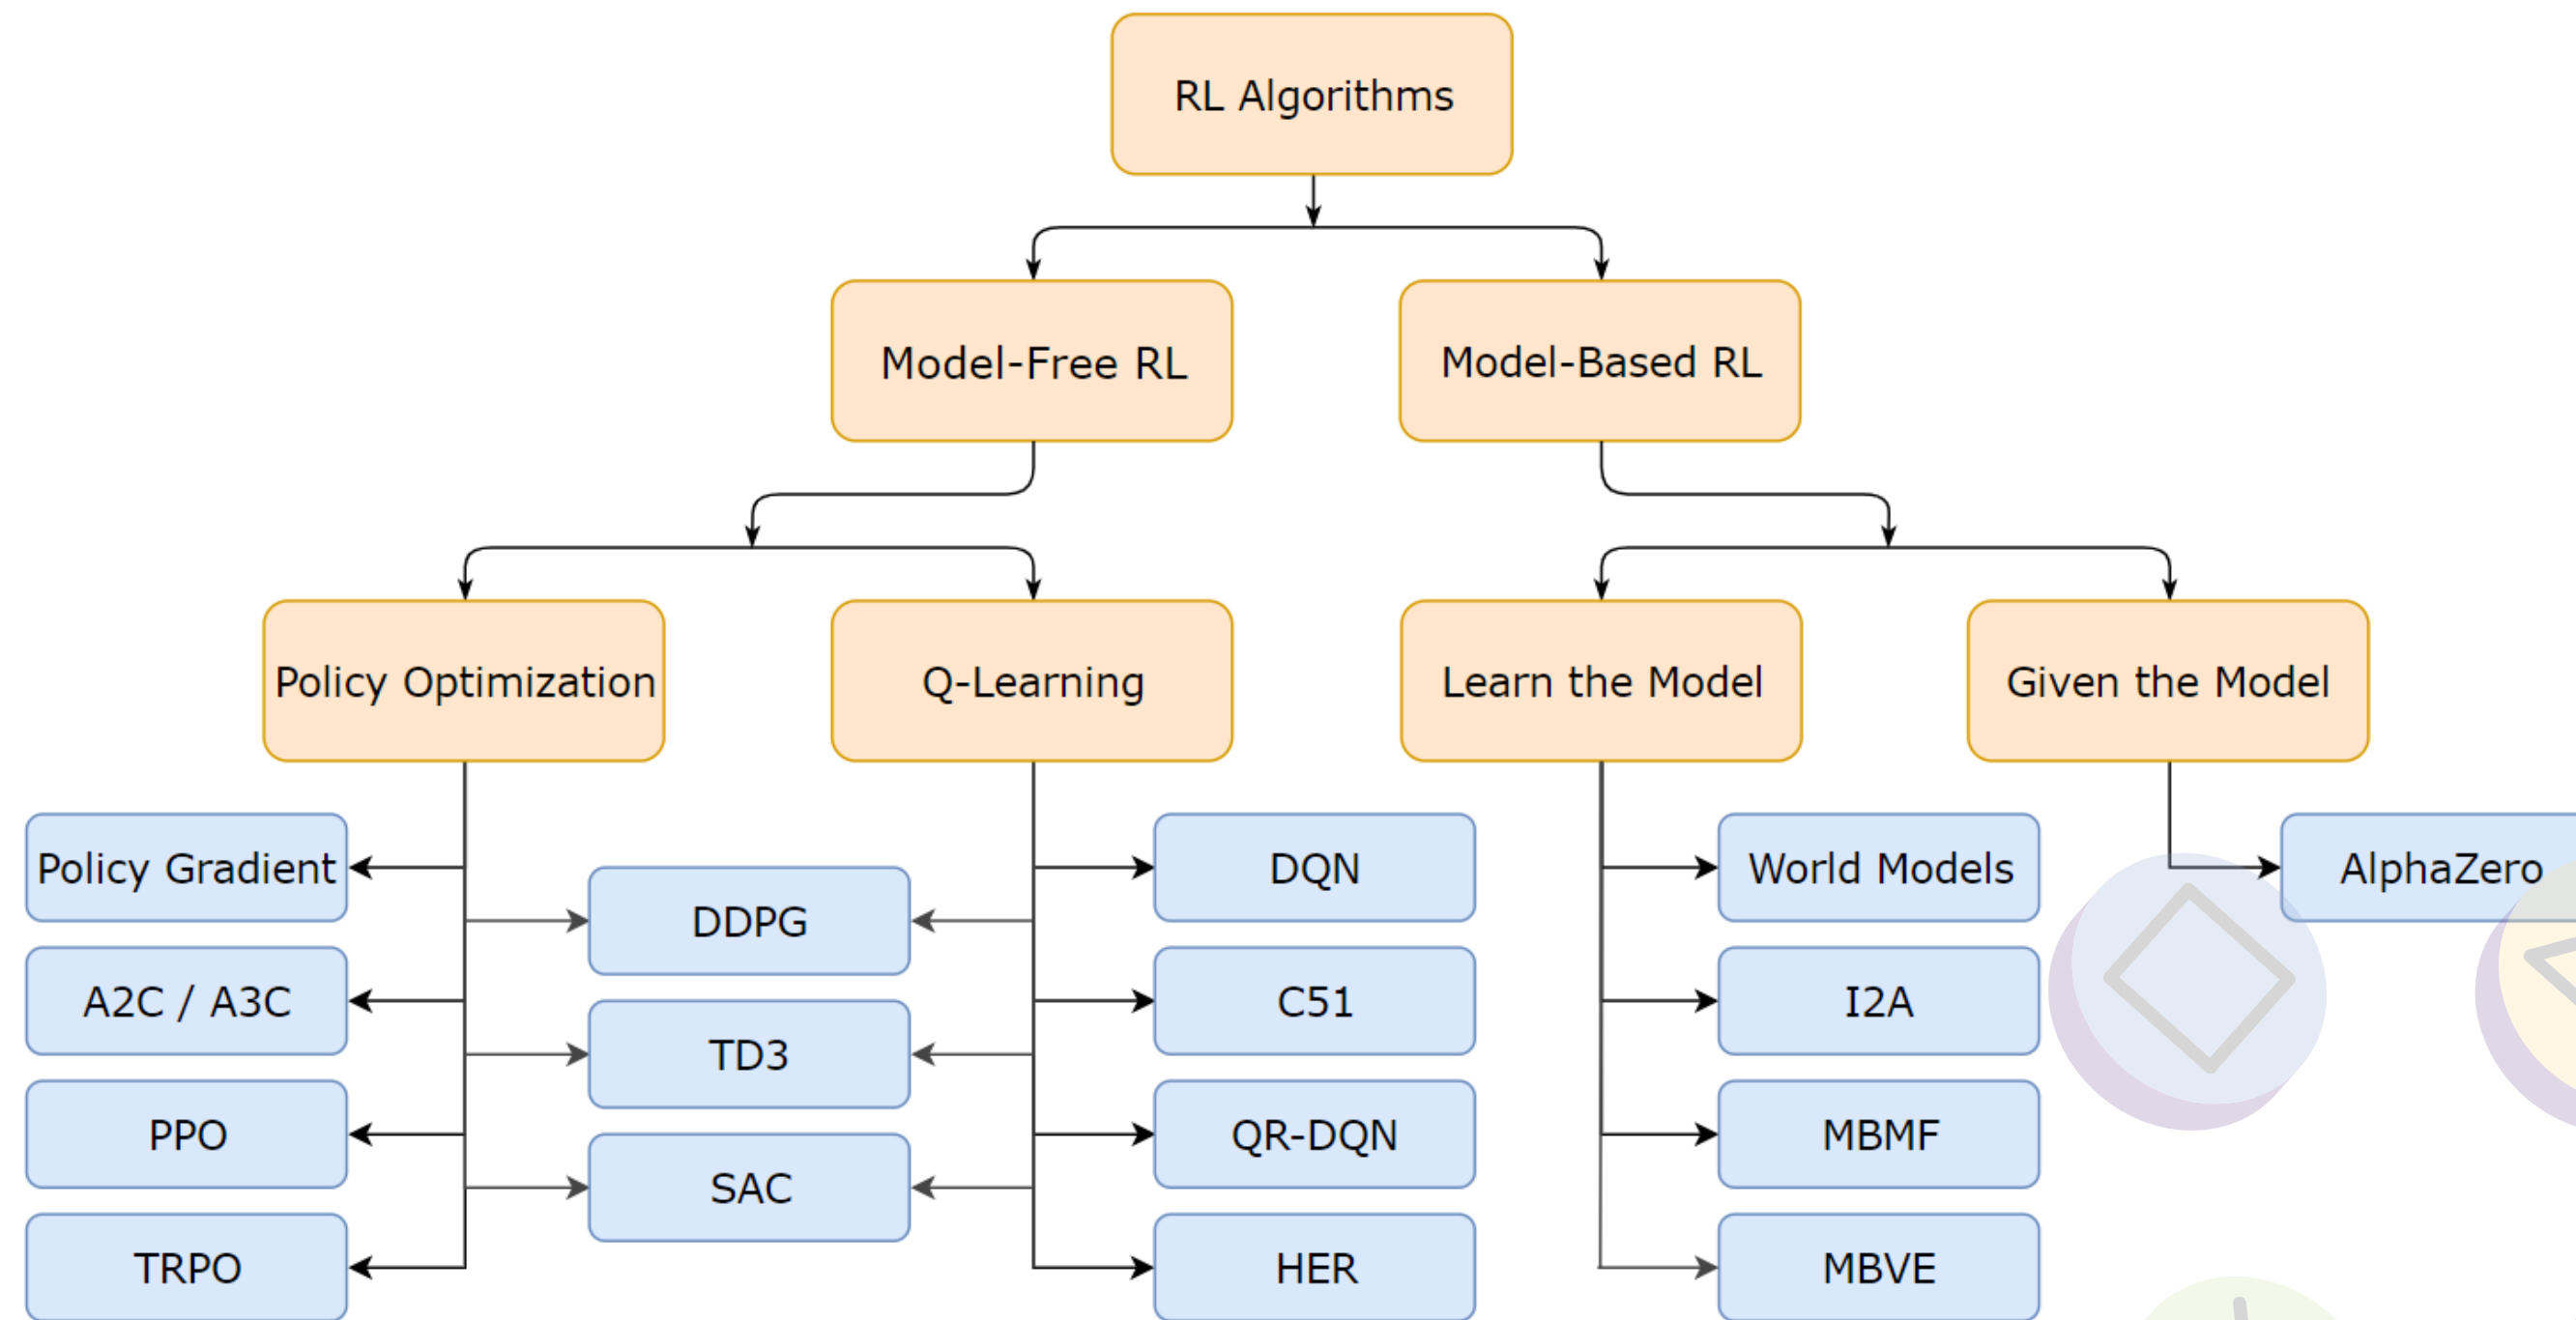 RL Algorithms
Model-Free RL
Model-Based RL
Policy Optimization
Q-Learning
Learn the Model
Given the Model
Policy Gradient
DDPG
DQN
World Models
AlphaZero
A2C / A3C
TD3
C51
I2A
PPO
SAC
QR-DQN
MBMF
TRPO
HER
MBVE